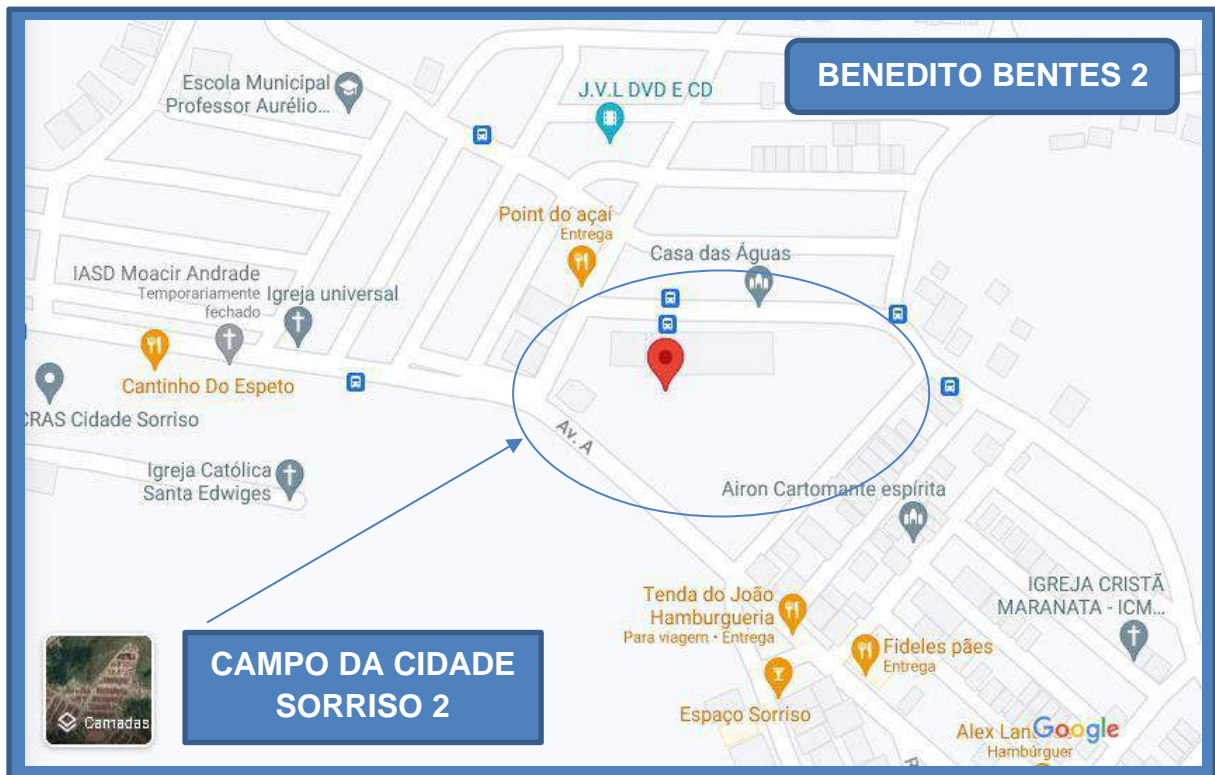 BENEDITO BENTES 2
Escola Municipal
Professor Aurélio...
J.V.L DVD E CD
Point do açaí
Entrega
Casa das Águas
IASD Moacir Andrade
Temporariamente
fechado
Igreja universal
Cantinho Do Espeto
CRAS Cidade Sorriso
Av. A
Igreja Católica
Santa Edwiges
Airon Cartomante espírita
Tenda do João
Hamburgueria
Para viagem · Entrega
IGREJA CRISTÃ
MARANATA - ICM...
Fideles pães
Entrega
CAMPO DA CIDADE
SORRISO 2
Espaço Sorriso
Camadas
Alex Lan
Google
Hambúrguer